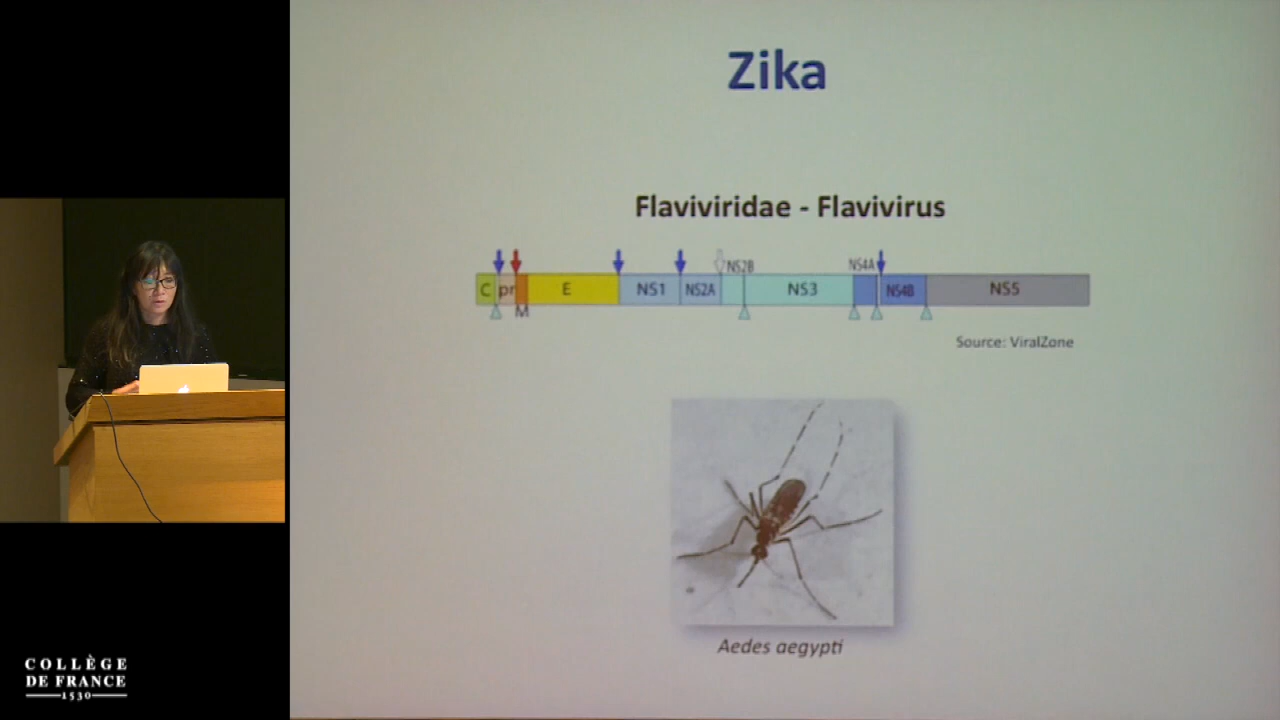 Zika
Flaviviridae - Flavivirus
NS2B
NS4A
C
pr
E
NS1
NS2A
NS3
NS4B
NS5
M
Source: ViralZone
Aedes aegypti
COLLÈGE
DE FRANCE
1530